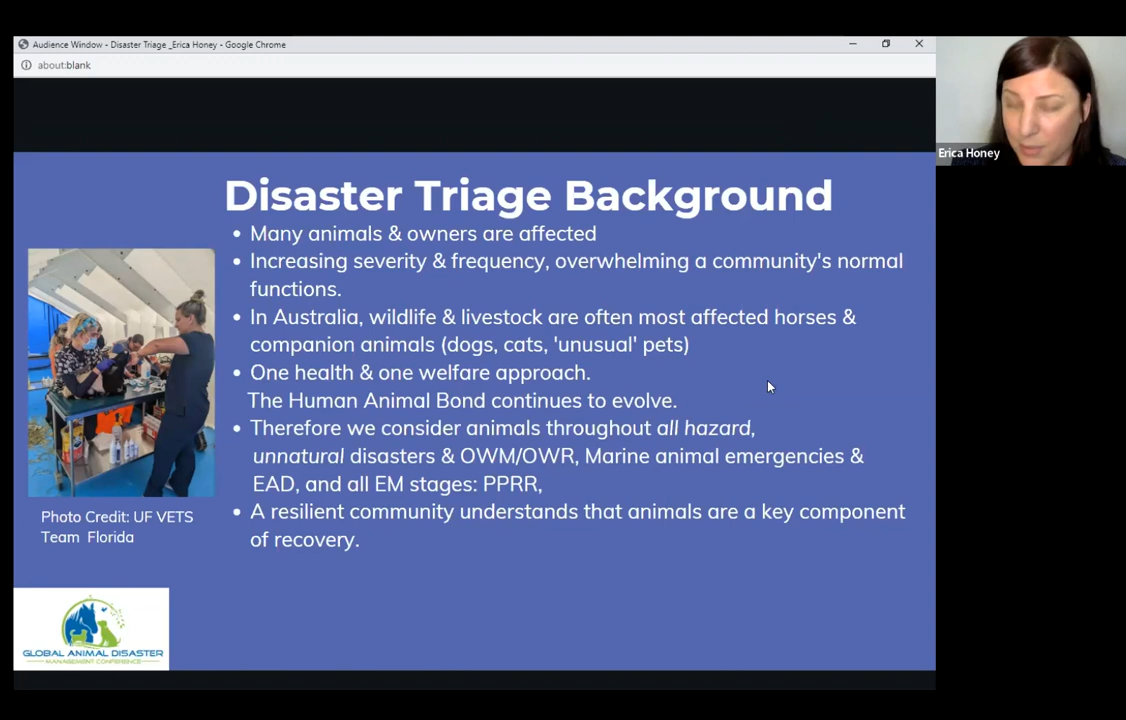 Audience Window - Disaster Triage _Erica Honey - Google Chrome
about:blank
Erica Honey
Disaster Triage Background
• Many animals & owners are affected
• Increasing severity & frequency, overwhelming a community's normal
functions.
• In Australia, wildlife & livestock are often most affected horses &
companion animals (dogs, cats, 'unusual' pets)
• One health & one welfare approach.
The Human Animal Bond continues to evolve.
• Therefore we consider animals throughout all hazard,
unnatural disasters & OWM/OWR, Marine animal emergencies &
EAD, and all EM stages: PPRR,
• A resilient community understands that animals are a key component
of recovery.
Photo Credit: UF VETS
Team Florida
GLOBAL ANIMAL DISASTER
MANAGEMENT CONFERENCE